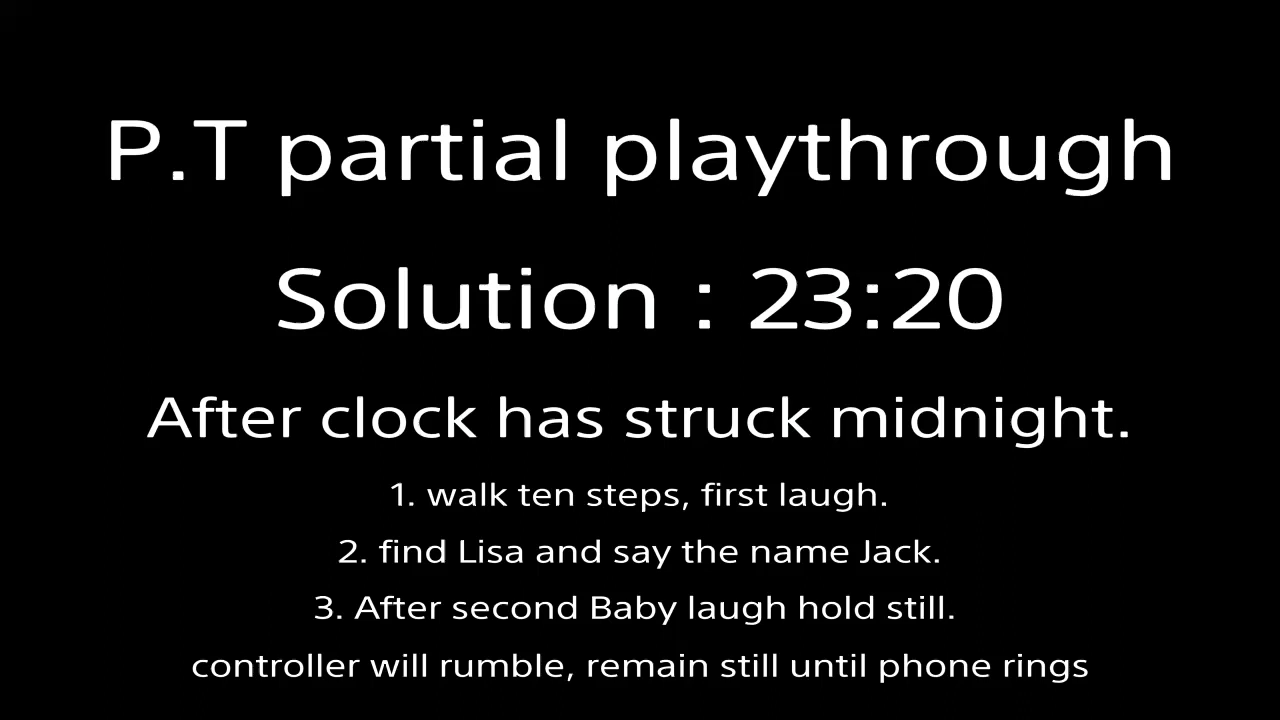 P.T partial playthrough
Solution : 23:20
After clock has struck midnight.
1. walk ten steps, first laugh.
2. find Lisa and say the name Jack.
3. After second Baby laugh hold still.
controller will rumble, remain still until phone rings